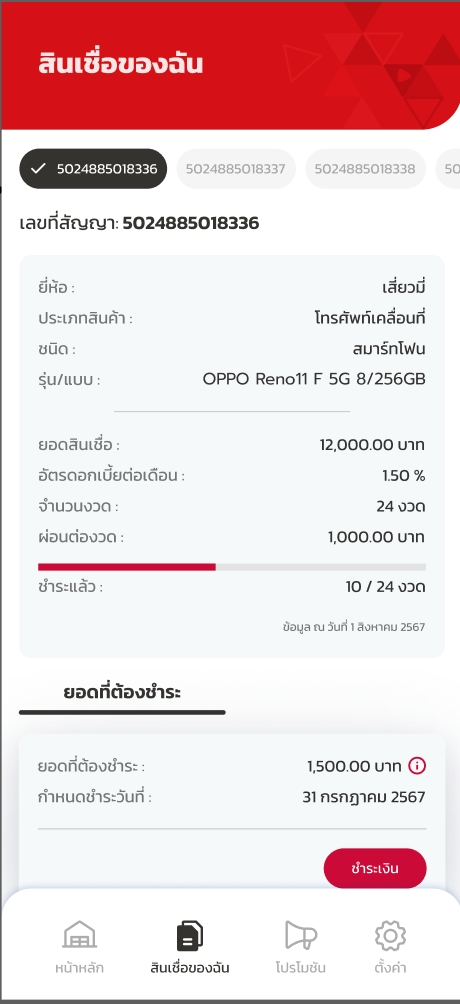 สินเชื่อของฉัน
5024885018336 5024885018337 5024885018338 50
เลขที่สัญญา: 5024885018336
ยี่ห้อ : เสี่ยวมี่
ประเภทสินค้า : โทรศัพท์เคลื่อนที่
ชนิด : สมาร์ทโฟน
รุ่น/แบบ : OPPO Reno11 F 5G 8/256GB
ยอดสินเชื่อ : 12,000.00 บาท
อัตรดอกเบี้ยต่อเดือน : 1.50 %
จำนวนงวด : 24 งวด
ผ่อนต่องวด : 1,000.00 บาท
ชำระแล้ว : 10 / 24 งวด
ข้อมูล ณ วันที่ 1 สิงหาคม 2567
ยอดที่ต้องชำระ
ยอดที่ต้องชำระ : 1,500.00 บาท
กำหนดชำระวันที่ : 31 กรกฎาคม 2567
ชำระเงิน
หน้าหลัก สินเชื่อของฉัน โปรโมชัน ตั้งค่า